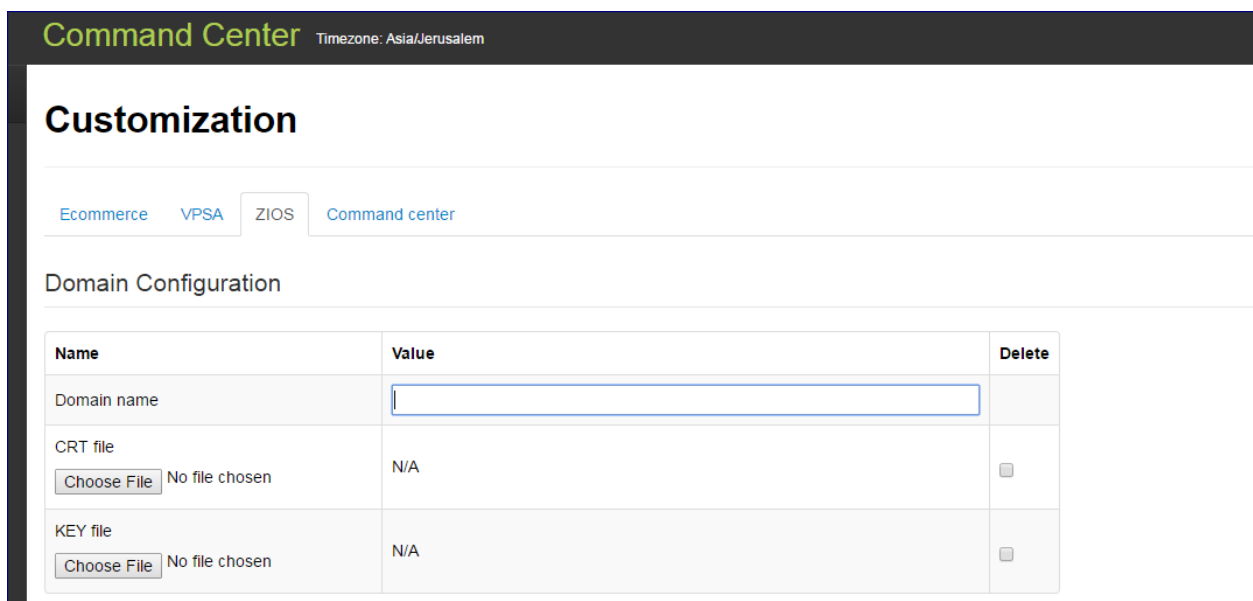 Command Center Timezone: Asia/Jerusalem
Customization
Ecommerce VPSA ZIOS Command center
Domain Configuration
Name Value Delete
Domain name
CRT file
Choose File No file chosen N/A
KEY file
Choose File No file chosen N/A